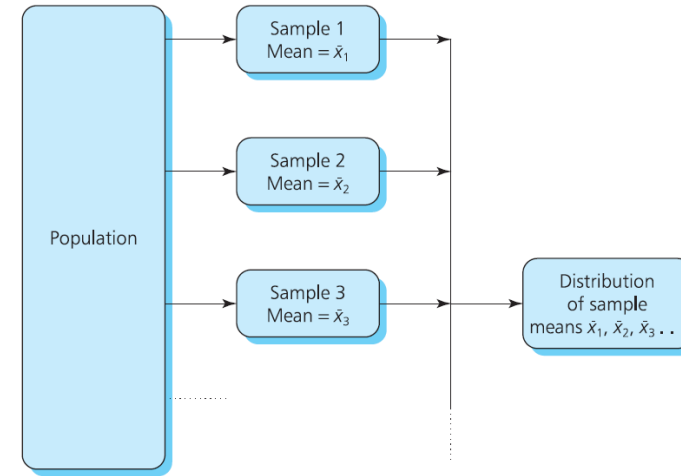 Population
Sample 1
Mean = x̄₁
Sample 2
Mean = x̄₂
Sample 3
Mean = x̄₃
Distribution
of sample
means x̄₁, x̄₂, x̄₃ . .